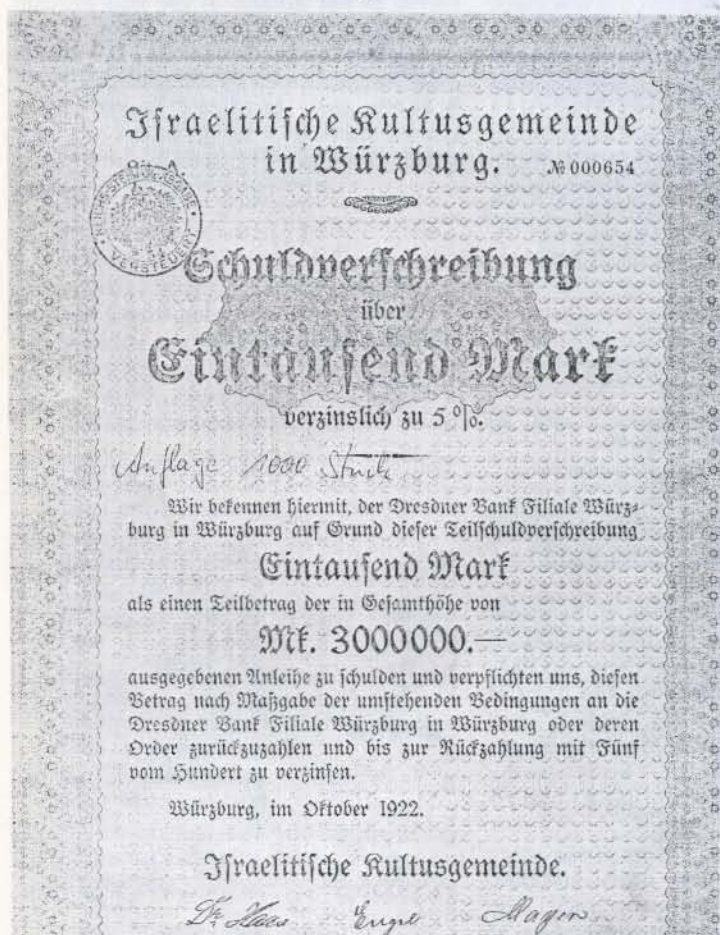 Israelitische Kultusgemeinde
in Würzburg.
№ 000654
Lit. A.
VERSTEUERT
Schuldverschreibung
über
Eintausend Mark
verzinslich zu 5%.
Auflage 1000 Stück
Wir bekennen hiermit, der Dresdner Bank Filiale Würz-
burg in Würzburg auf Grund dieser Teilschuldverschreibung
Eintausend Mark
als einen Teilbetrag der in Gesamthöhe von
Mk. 3000000.—
ausgegebenen Anleihe zu schulden und verpflichten uns, diesen
Betrag nach Maßgabe der umstehenden Bedingungen an die
Dresdner Bank Filiale Würzburg in Würzburg oder deren
Order zurückzuzahlen und bis zur Rückzahlung mit Fünf
vom Hundert zu verzinsen.
Würzburg, im Oktober 1922.
Israelitische Kultusgemeinde.
Dr. Haas Engel